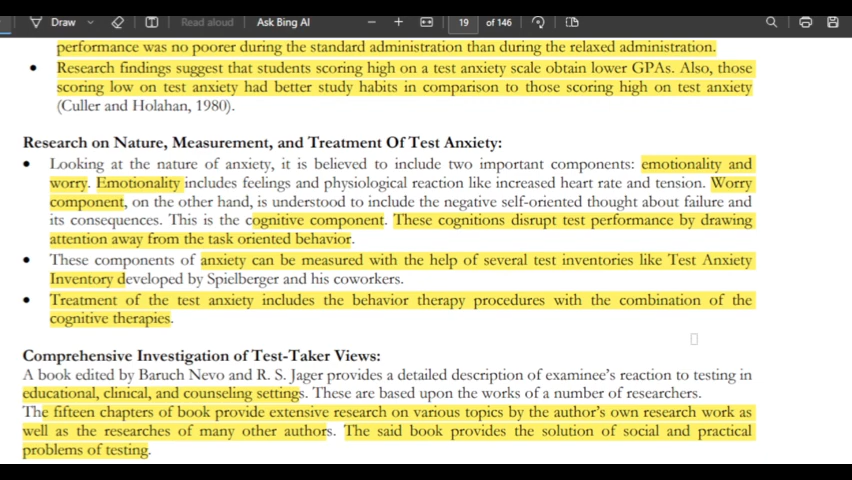 Draw
Read aloud
Ask Bing AI
19
of 146
performance was no poorer during the standard administration than during the relaxed administration.
• Research findings suggest that students scoring high on a test anxiety scale obtain lower GPAs. Also, those
scoring low on test anxiety had better study habits in comparison to those scoring high on test anxiety
(Culler and Holahan, 1980).
Research on Nature, Measurement, and Treatment Of Test Anxiety:
• Looking at the nature of anxiety, it is believed to include two important components: emotionality and
worry. Emotionality includes feelings and physiological reaction like increased heart rate and tension. Worry
component, on the other hand, is understood to include the negative self-oriented thought about failure and
its consequences. This is the cognitive component. These cognitions disrupt test performance by drawing
attention away from the task oriented behavior.
• These components of anxiety can be measured with the help of several test inventories like Test Anxiety
Inventory developed by Spielberger and his coworkers.
• Treatment of the test anxiety includes the behavior therapy procedures with the combination of the
cognitive therapies.
Comprehensive Investigation of Test-Taker Views:
A book edited by Baruch Nevo and R. S. Jager provides a detailed description of examinee's reaction to testing in
educational, clinical, and counseling settings. These are based upon the works of a number of researchers.
The fifteen chapters of book provide extensive research on various topics by the author's own research work as
well as the researches of many other authors. The said book provides the solution of social and practical
problems of testing.